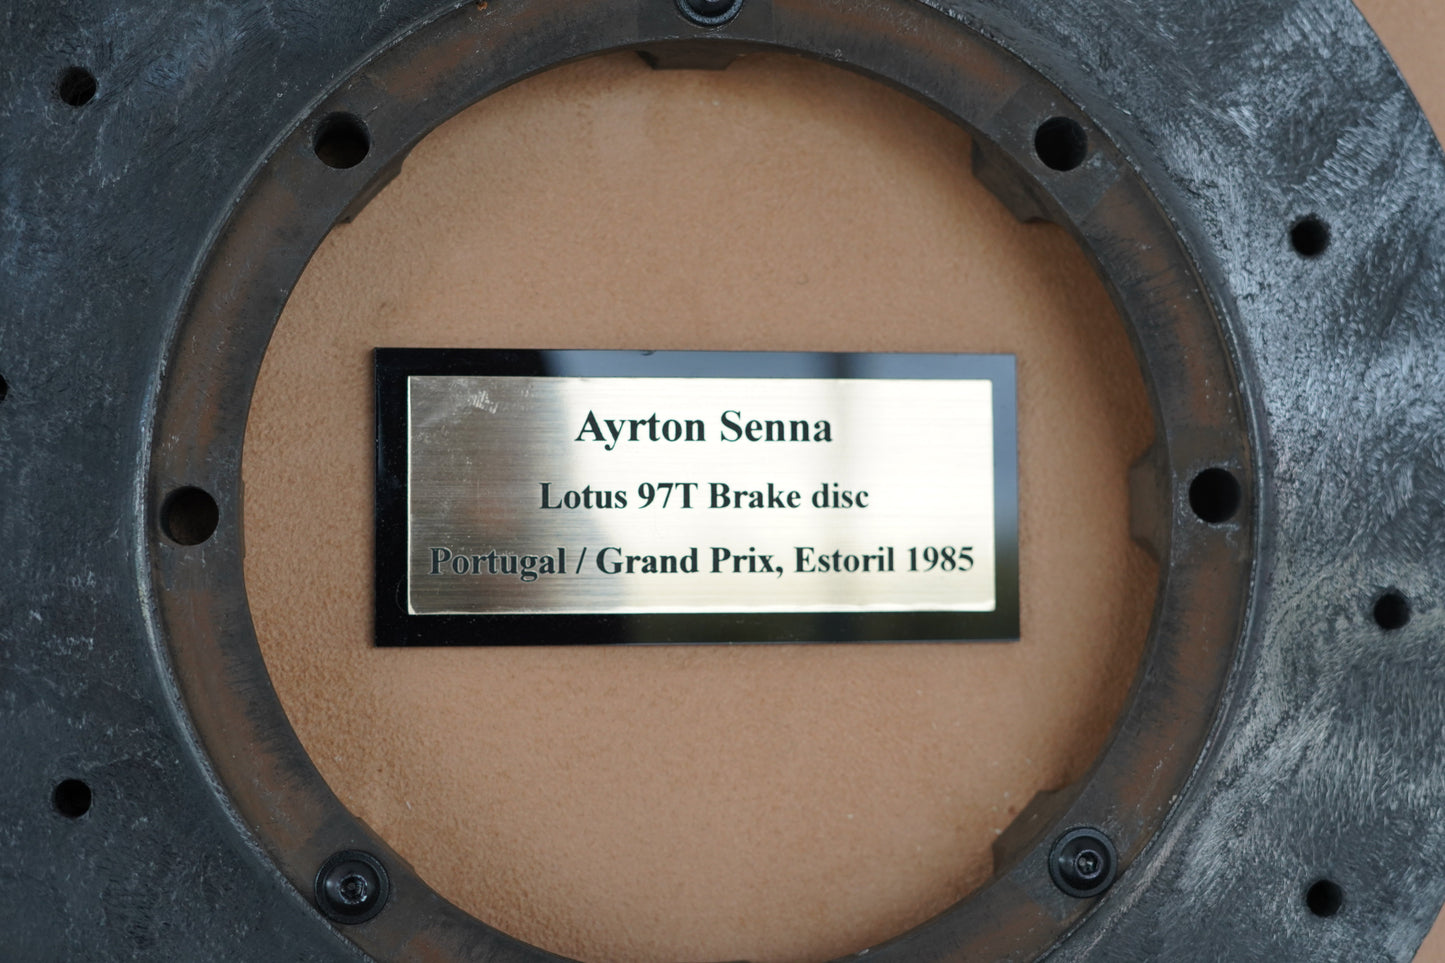 Ayrton Senna
Lotus 97T Brake disc
Portugal / Grand Prix, Estoril 1985